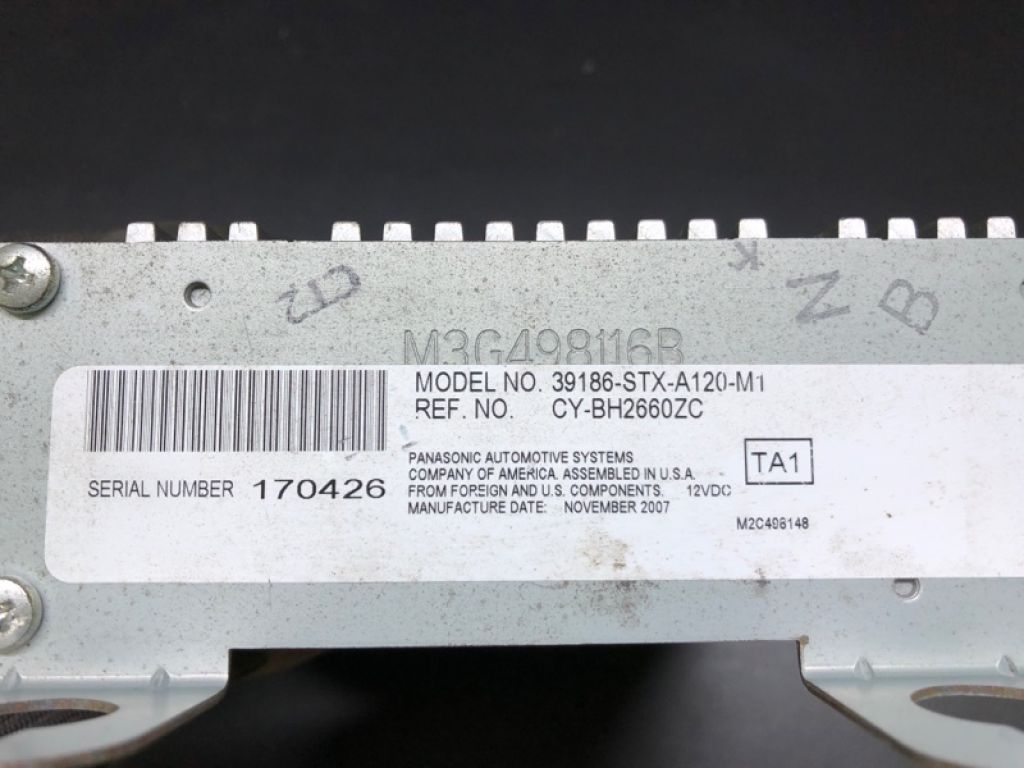 CT2
K
N
B
M3G498116B
MODEL NO. 39186-STX-A120-M1
REF. NO. CY-BH2660ZC
PANASONIC AUTOMOTIVE SYSTEMS
COMPANY OF AMERICA. ASSEMBLED IN U.S.A.
FROM FOREIGN AND U.S. COMPONENTS. 12VDC
MANUFACTURE DATE: NOVEMBER 2007
SERIAL NUMBER 170426
TA1
M2C498148